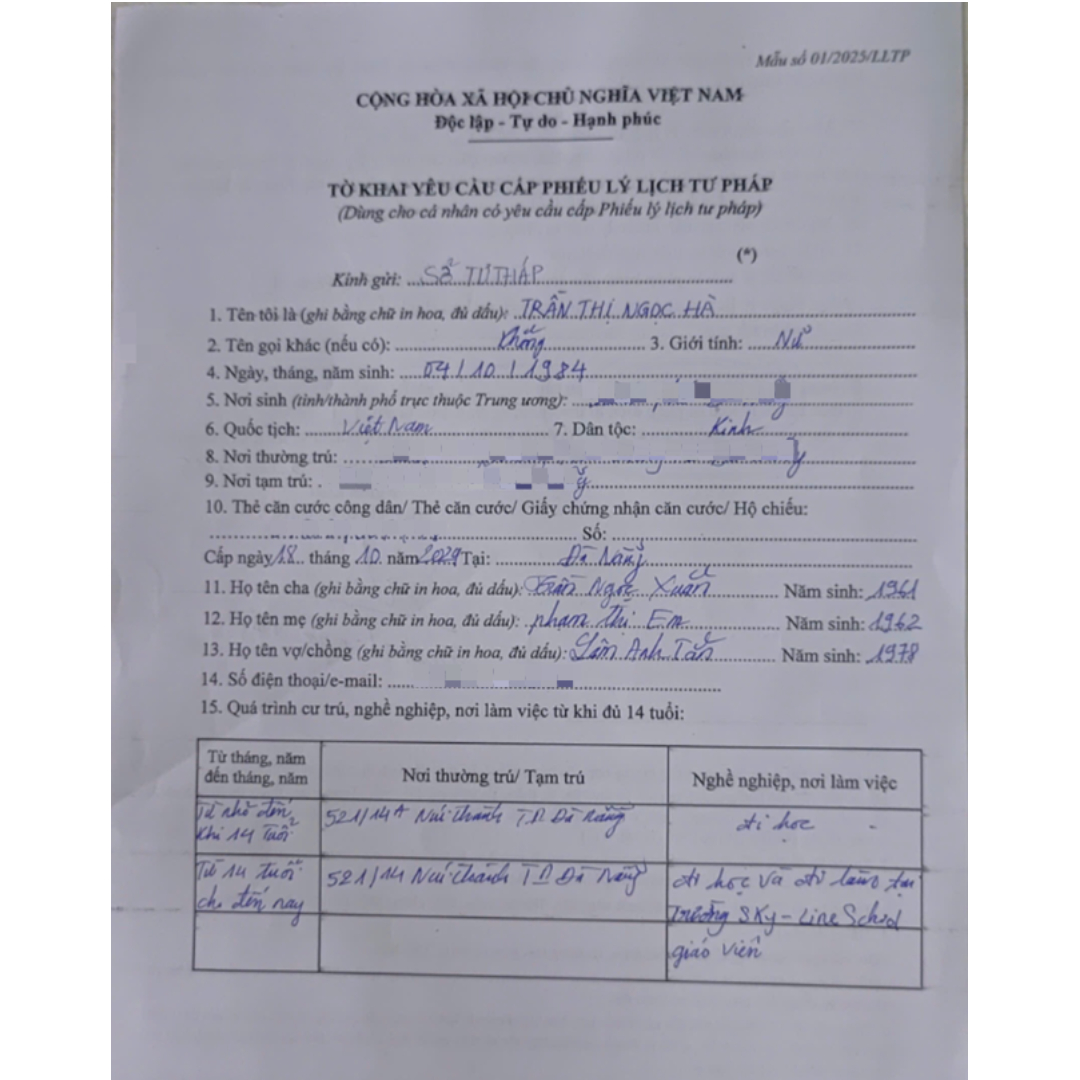 Mẫu số 01/2025/LLTP
CỘNG HÒA XÃ HỘI CHỦ NGHĨA VIỆT NAM
Độc lập - Tự do - Hạnh phúc
TỜ KHAI YÊU CẦU CẤP PHIẾU LÝ LỊCH TƯ PHÁP
(Dùng cho cá nhân có yêu cầu cấp Phiếu lý lịch tư pháp)
(*)
Kính gửi: SỞ TƯ PHÁP
1. Tên tôi là (ghi bằng chữ in hoa, đủ dấu): TRẦN THỊ NGỌC HÀ
2. Tên gọi khác (nếu có): Không 3. Giới tính: Nữ
4. Ngày, tháng, năm sinh: 04 / 10 / 1984
5. Nơi sinh (tỉnh/thành phố trực thuộc Trung ương):
6. Quốc tịch: Việt Nam 7. Dân tộc: Kinh
8. Nơi thường trú:
9. Nơi tạm trú:
10. Thẻ căn cước công dân/ Thẻ căn cước/ Giấy chứng nhận căn cước/ Hộ chiếu:
Số:
Cấp ngày 18 tháng 10 năm Tại: Đà Nẵng
11. Họ tên cha (ghi bằng chữ in hoa, đủ dấu): Trần Ngọc Xuân Năm sinh: 1961
12. Họ tên mẹ (ghi bằng chữ in hoa, đủ dấu): phạm Thị Em Năm sinh: 1962
13. Họ tên vợ/chồng (ghi bằng chữ in hoa, đủ dấu): Anh Năm sinh: 1978
14. Số điện thoại/e-mail:
15. Quá trình cư trú, nghề nghiệp, nơi làm việc từ khi đủ 14 tuổi:
Từ tháng, năm
đến tháng, năm
Nơi thường trú/ Tạm trú
Nghề nghiệp, nơi làm việc
Từ nhỏ đến
khi 14 tuổi
521/14A Núi Thành TP Đà Nẵng
đi học
Từ 14 tuổi
cho đến nay
521/14 Núi Thành TP Đà Nẵng
đi học và đi làm tại
Trường SKy-Line School
giáo viên